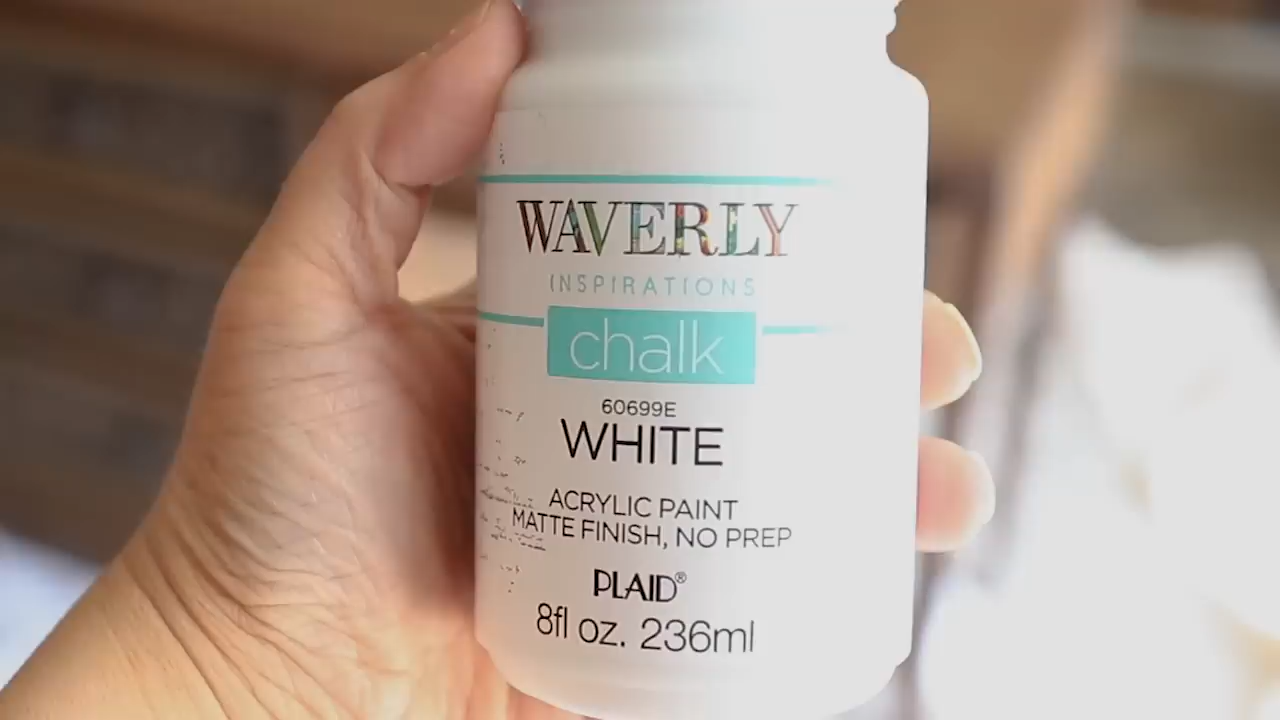 WAVERLY
INSPIRATIONS
chalk
60699E
WHITE
ACRYLIC PAINT
MATTE FINISH, NO PREP
PLAID®
8fl oz. 236ml